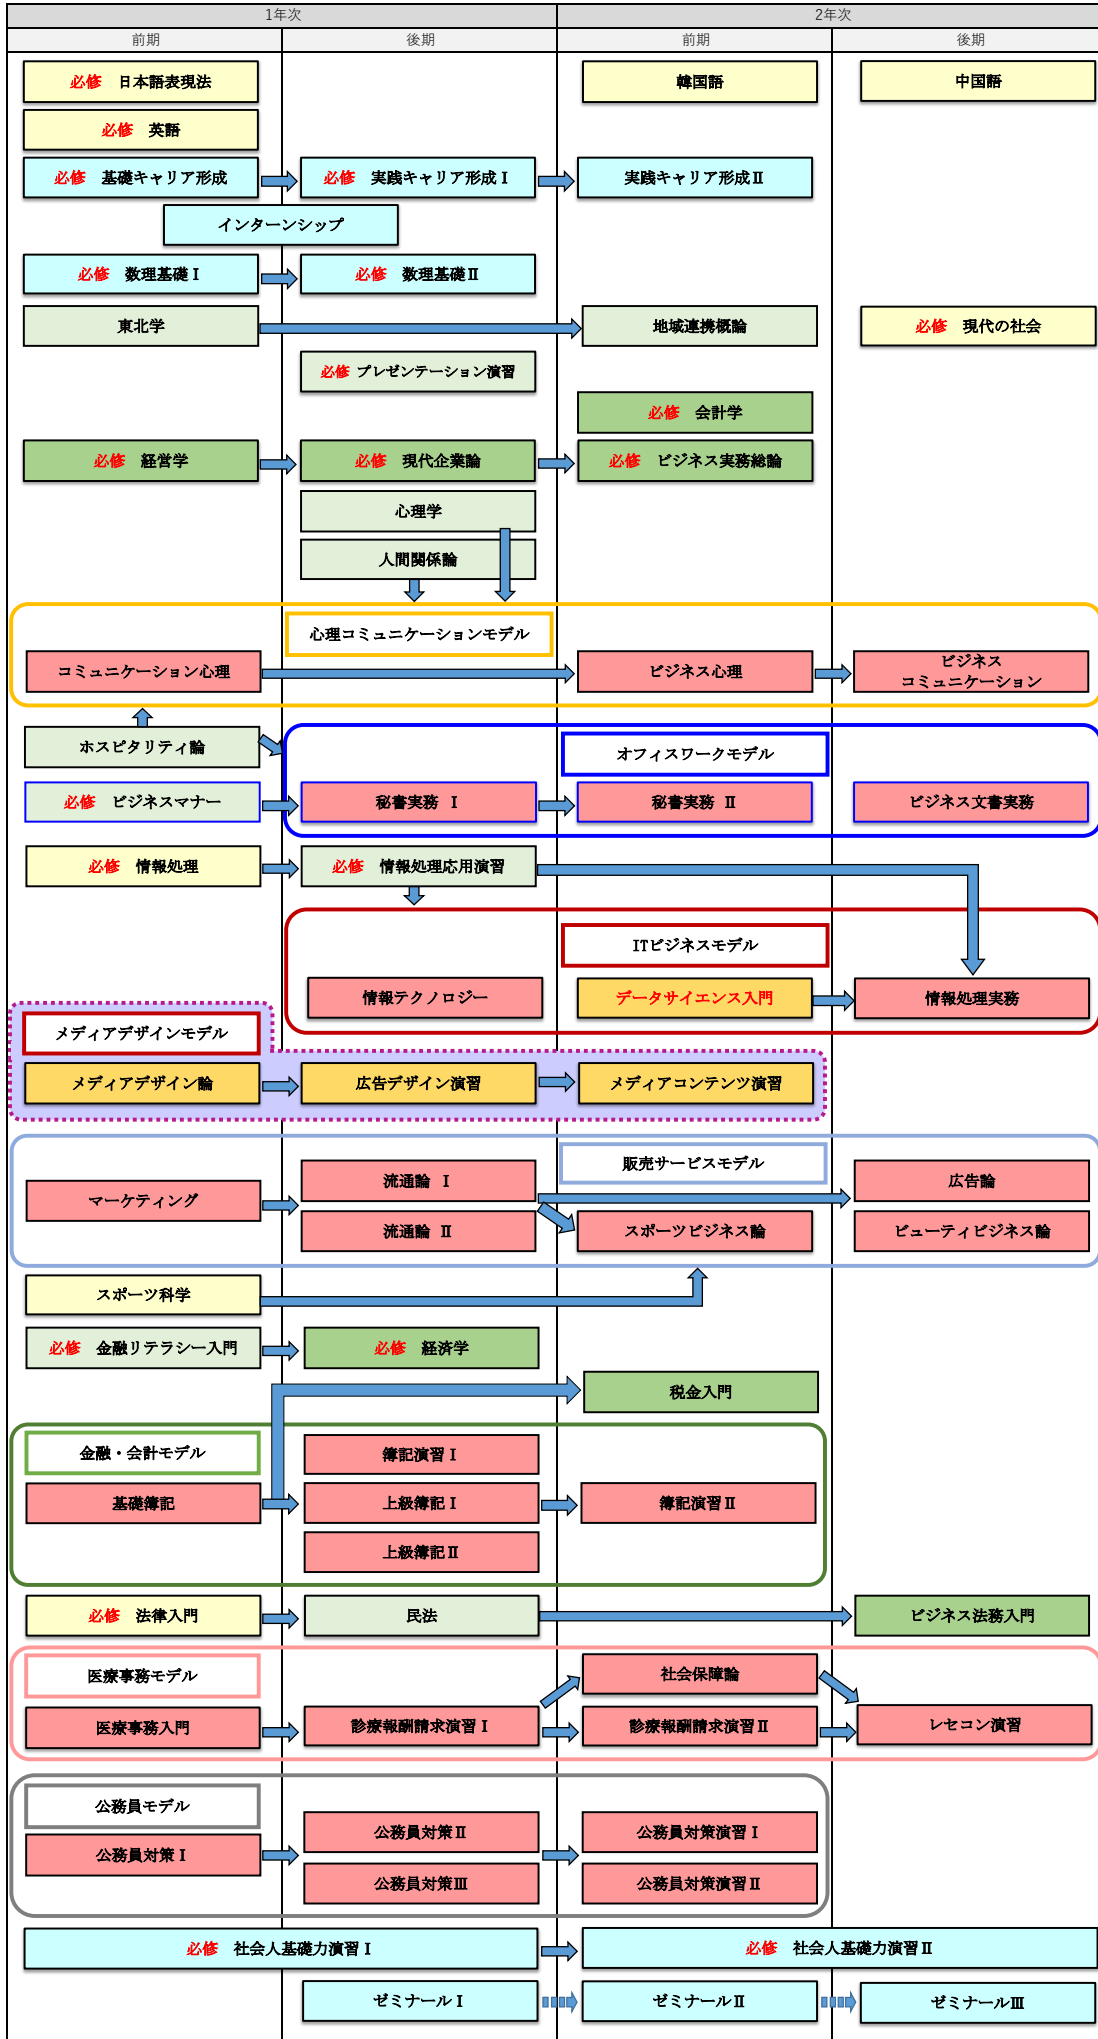 1年次
2年次
前期
後期
前期
後期
必修　日本語表現法
韓国語
中国語
必修　英語
必修　基礎キャリア形成
必修　実践キャリア形成Ⅰ
実践キャリア形成Ⅱ
インターンシップ
必修　数理基礎Ⅰ
必修　数理基礎Ⅱ
東北学
地域連携概論
必修　現代の社会
必修 プレゼンテーション演習
必修　会計学
必修　経営学
必修　現代企業論
必修　ビジネス実務総論
心理学
人間関係論
心理コミュニケーションモデル
コミュニケーション心理
ビジネス心理
ビジネス
コミュニケーション
ホスピタリティ論
オフィスワークモデル
必修　ビジネスマナー
秘書実務 Ⅰ
秘書実務 Ⅱ
ビジネス文書実務
必修　情報処理
必修　情報処理応用演習
ITビジネスモデル
情報テクノロジー
データサイエンス入門
情報処理実務
メディアデザインモデル
メディアデザイン論
広告デザイン演習
メディアコンテンツ演習
販売サービスモデル
マーケティング
流通論 Ⅰ
広告論
流通論 Ⅱ
スポーツビジネス論
ビューティビジネス論
スポーツ科学
必修　金融リテラシー入門
必修　経済学
税金入門
金融・会計モデル
簿記演習Ⅰ
基礎簿記
上級簿記Ⅰ
簿記演習Ⅱ
上級簿記Ⅱ
必修　法律入門
民法
ビジネス法務入門
医療事務モデル
社会保障論
医療事務入門
診療報酬請求演習Ⅰ
診療報酬請求演習Ⅱ
レセコン演習
公務員モデル
公務員対策Ⅰ
公務員対策Ⅱ
公務員対策演習Ⅰ
公務員対策Ⅲ
公務員対策演習Ⅱ
必修　社会人基礎力演習Ⅰ
必修　社会人基礎力演習Ⅱ
ゼミナールⅠ
ゼミナールⅡ
ゼミナールⅢ